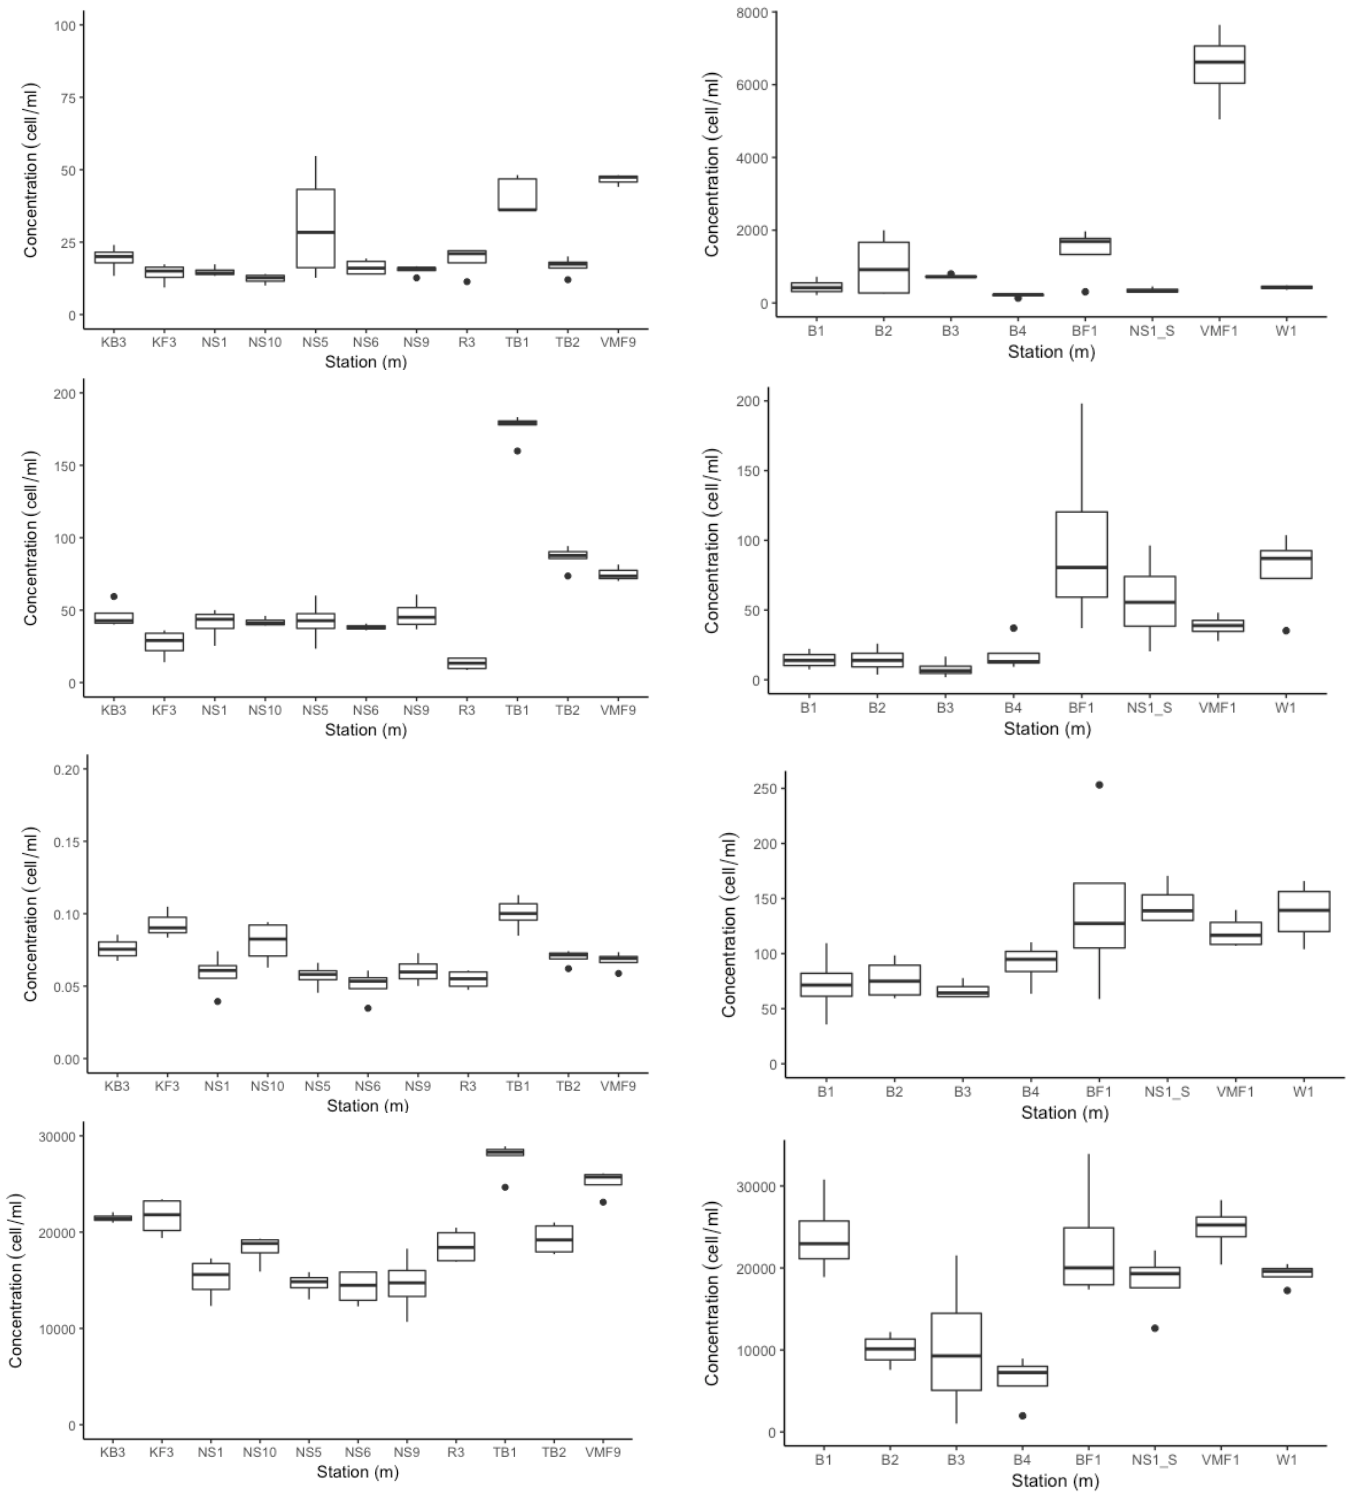 100
75
50
25
0
Concentration (cell/ml)
KB3 KF3 NS1 NS10 NS5 NS6 NS9 R3 TB1 TB2 VMF9
Station (m)
8000
6000
4000
2000
0
Concentration (cell/ml)
B1 B2 B3 B4 BF1 NS1_S VMF1 W1
Station (m)
200
150
100
50
0
Concentration (cell/ml)
KB3 KF3 NS1 NS10 NS5 NS6 NS9 R3 TB1 TB2 VMF9
Station (m)
200
150
100
50
0
Concentration (cell/ml)
B1 B2 B3 B4 BF1 NS1_S VMF1 W1
Station (m)
0.20
0.15
0.10
0.05
0.00
Concentration (cell/ml)
KB3 KF3 NS1 NS10 NS5 NS6 NS9 R3 TB1 TB2 VMF9
Station (m)
250
200
150
100
50
0
Concentration (cell/ml)
B1 B2 B3 B4 BF1 NS1_S VMF1 W1
Station (m)
30000
20000
10000
0
Concentration (cell/ml)
KB3 KF3 NS1 NS10 NS5 NS6 NS9 R3 TB1 TB2 VMF9
Station (m)
30000
20000
10000
0
Concentration (cell/ml)
B1 B2 B3 B4 BF1 NS1_S VMF1 W1
Station (m)